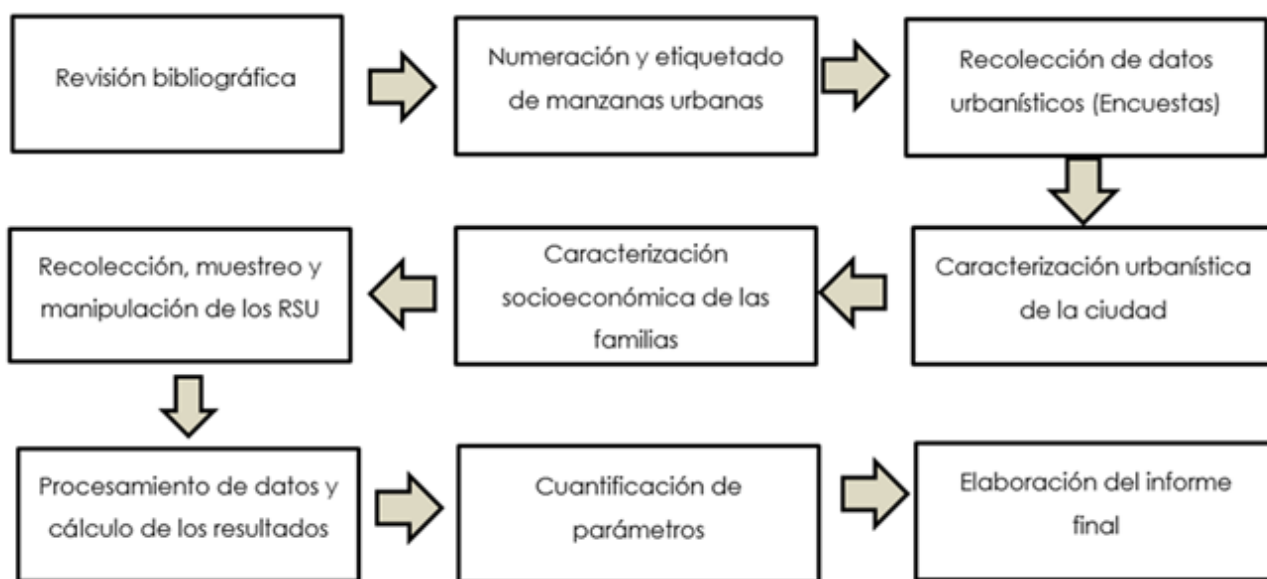 Revisión bibliográfica
Numeración y etiquetado
de manzanas urbanas
Recolección de datos
urbanísticos (Encuestas)
Caracterización urbanística
de la ciudad
Caracterización
socioeconómica de las
familias
Recolección, muestreo y
manipulación de los RSU
Procesamiento de datos y
cálculo de los resultados
Cuantificación de
parámetros
Elaboración del informe
final